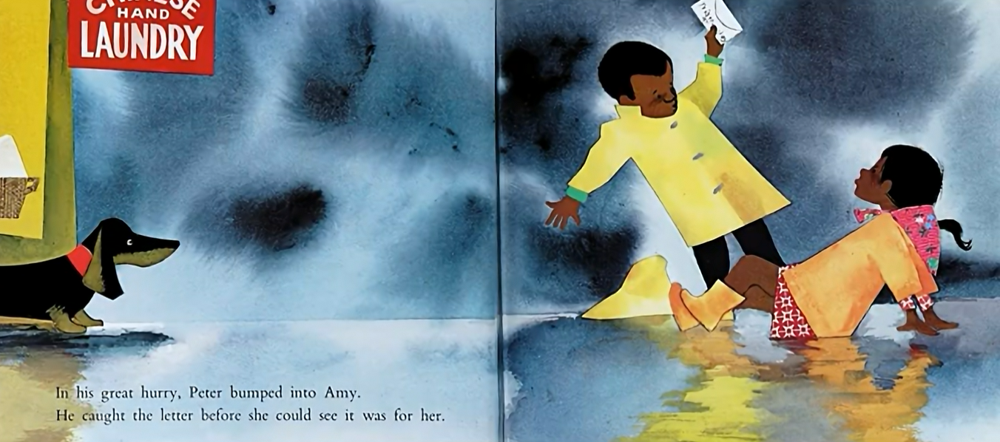 CHINESE
HAND
LAUNDRY
In his great hurry, Peter bumped into Amy.
He caught the letter before she could see it was for her.